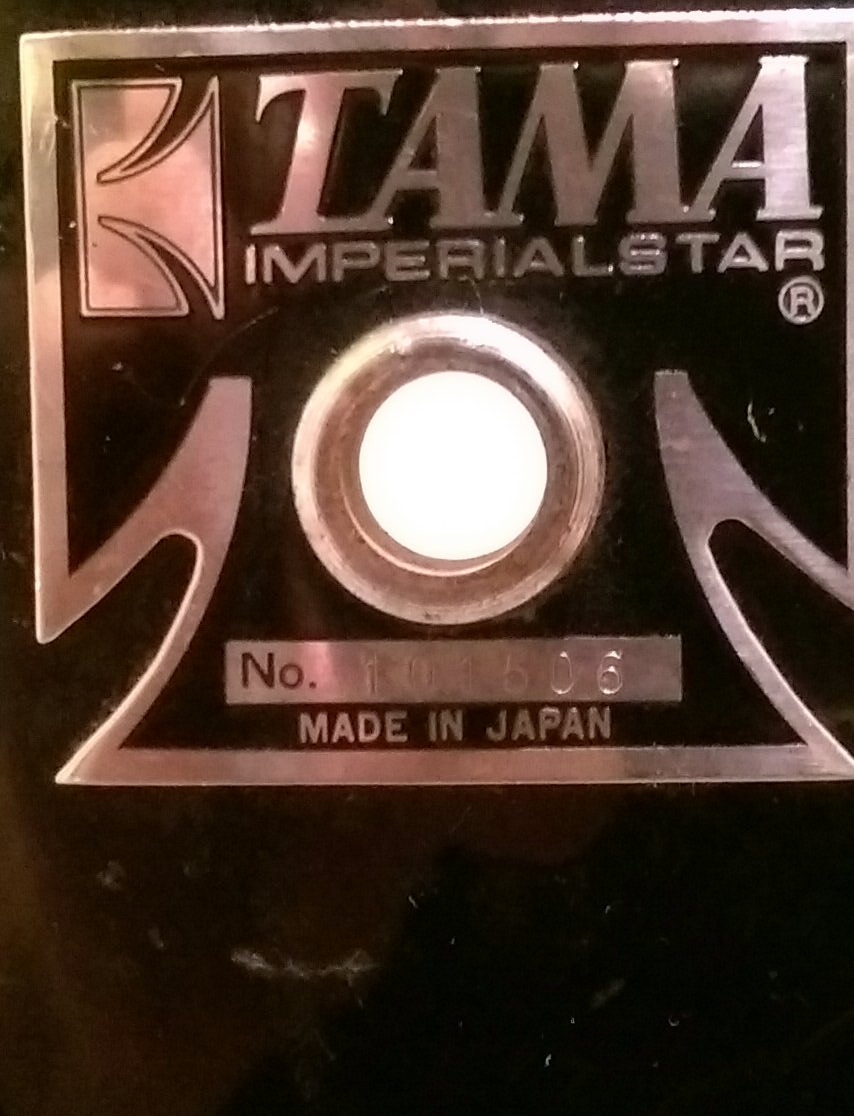 TAMA
IMPERIALSTAR
®
No. 101506
MADE IN JAPAN